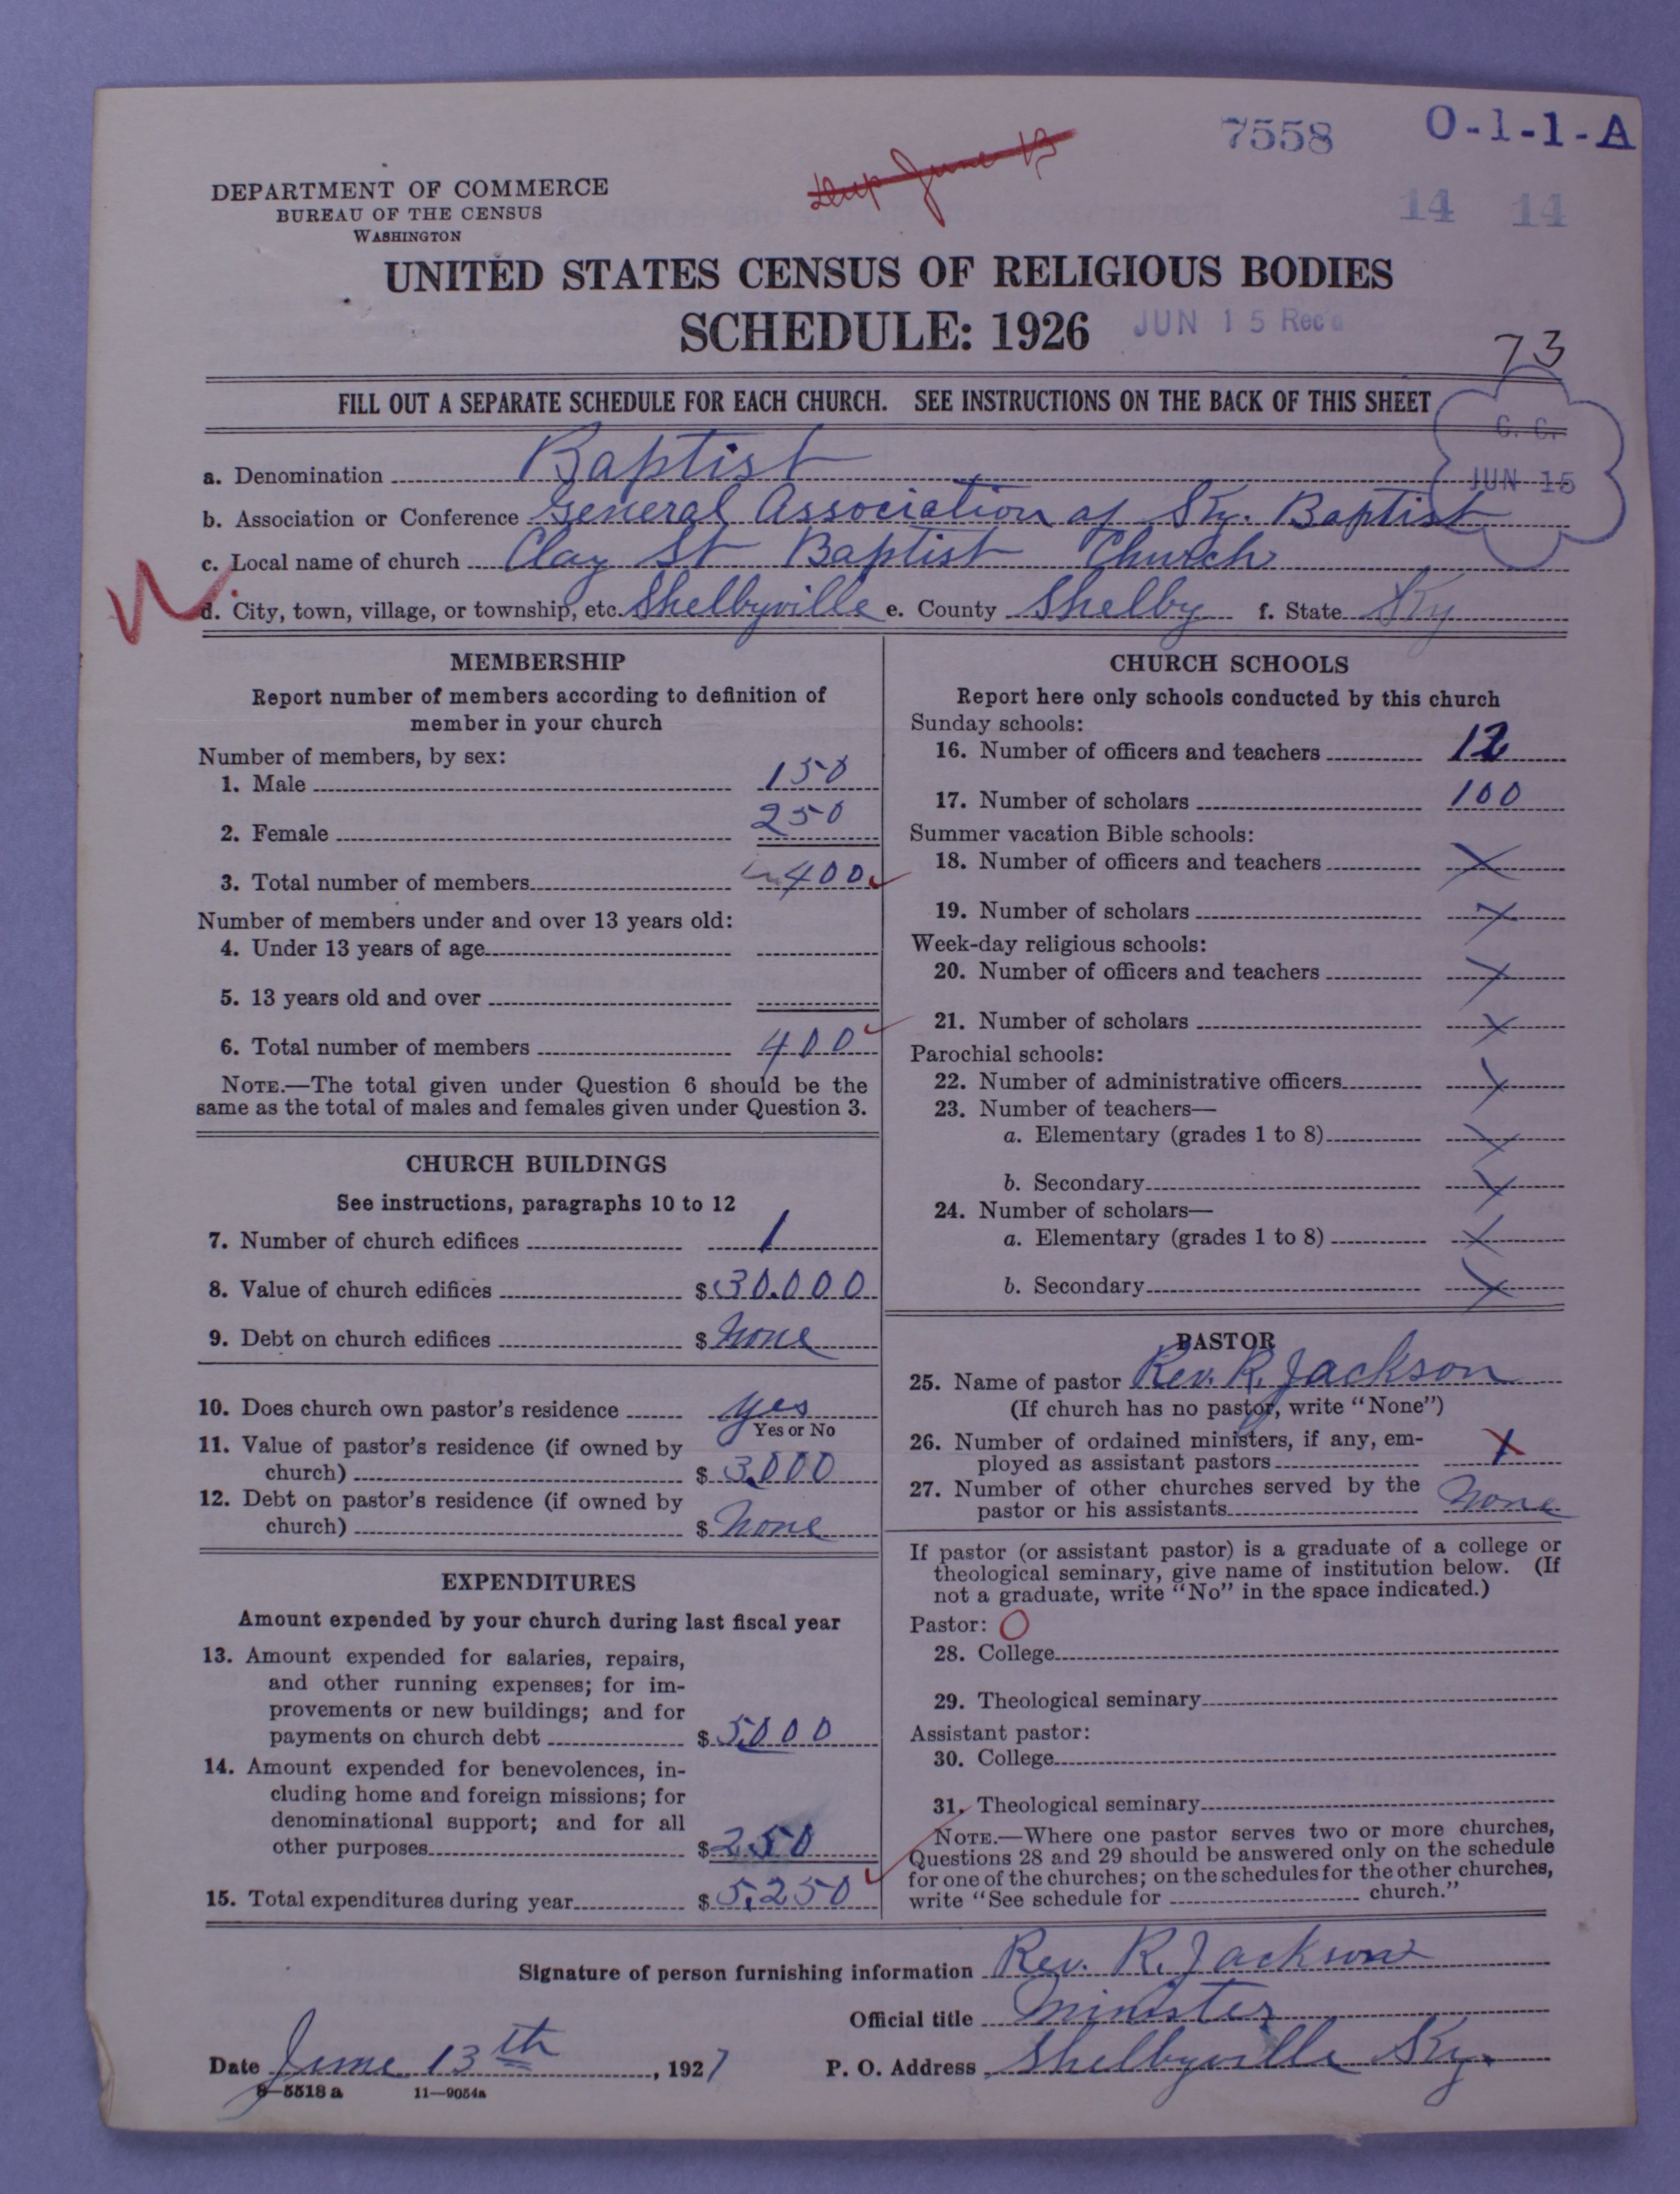 7558 O-1-1-A
Dup June 13
DEPARTMENT OF COMMERCE
BUREAU OF THE CENSUS
WASHINGTON
14 14
UNITED STATES CENSUS OF RELIGIOUS BODIES
SCHEDULE: 1926
JUN 15 Rec'd
73
FILL OUT A SEPARATE SCHEDULE FOR EACH CHURCH. SEE INSTRUCTIONS ON THE BACK OF THIS SHEET
C. C.
JUN 15
a. Denomination Baptist
b. Association or Conference General Association of Ky. Baptist
c. Local name of church Clay St Baptist Church
d. City, town, village, or township, etc. Shelbyville e. County Shelby f. State Ky
MEMBERSHIP
Report number of members according to definition of
member in your church
Number of members, by sex:
1. Male 150
2. Female 250
3. Total number of members 400
Number of members under and over 13 years old:
4. Under 13 years of age
5. 13 years old and over
6. Total number of members 400
NOTE.—The total given under Question 6 should be the
same as the total of males and females given under Question 3.
CHURCH BUILDINGS
See instructions, paragraphs 10 to 12
7. Number of church edifices 1
8. Value of church edifices $30.000
9. Debt on church edifices $None
10. Does church own pastor's residence yes
Yes or No
11. Value of pastor's residence (if owned by
church) $3,000
12. Debt on pastor's residence (if owned by
church) $None
EXPENDITURES
Amount expended by your church during last fiscal year
13. Amount expended for salaries, repairs,
and other running expenses; for im-
provements or new buildings; and for
payments on church debt $5,000
14. Amount expended for benevolences, in-
cluding home and foreign missions; for
denominational support; and for all
other purposes $250
15. Total expenditures during year $5,250
CHURCH SCHOOLS
Report here only schools conducted by this church
Sunday schools:
16. Number of officers and teachers 12
17. Number of scholars 100
Summer vacation Bible schools:
18. Number of officers and teachers X
19. Number of scholars X
Week-day religious schools:
20. Number of officers and teachers X
21. Number of scholars X
Parochial schools:
22. Number of administrative officers X
23. Number of teachers—
a. Elementary (grades 1 to 8) X
b. Secondary X
24. Number of scholars—
a. Elementary (grades 1 to 8) X
b. Secondary X
PASTOR
25. Name of pastor Rev. R. Jackson
(If church has no pastor, write "None")
26. Number of ordained ministers, if any, em-
ployed as assistant pastors X
27. Number of other churches served by the
pastor or his assistants None
If pastor (or assistant pastor) is a graduate of a college or
theological seminary, give name of institution below. (If
not a graduate, write "No" in the space indicated.)
Pastor: O
28. College
29. Theological seminary
Assistant pastor:
30. College
31. Theological seminary
NOTE.—Where one pastor serves two or more churches,
Questions 28 and 29 should be answered only on the schedule
for one of the churches; on the schedules for the other churches,
write "See schedule for church."
Signature of person furnishing information Rev. R. Jackson
Official title Minister
Date June 13th, 1927 P. O. Address Shelbyville Ky.
8—5518 a 11—9054a